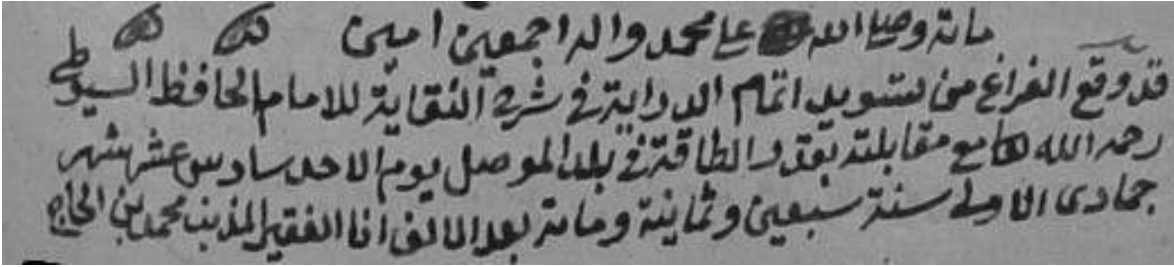 مائة وصلى الله على محمد واله اجمعين امين
قد وقع الفراغ من تسويد اتمام الدراية في شرح النقاية للامام الحافظ السيوطي
رحمه الله مع مقابلته بقدر الطاقة في بلد الموصل يوم الاحد سادس عشر شهر
جمادى الاولى سنة سبعين وثمانية ومائة بعد الالف انا الفقير المذنب محمد بن الحاج